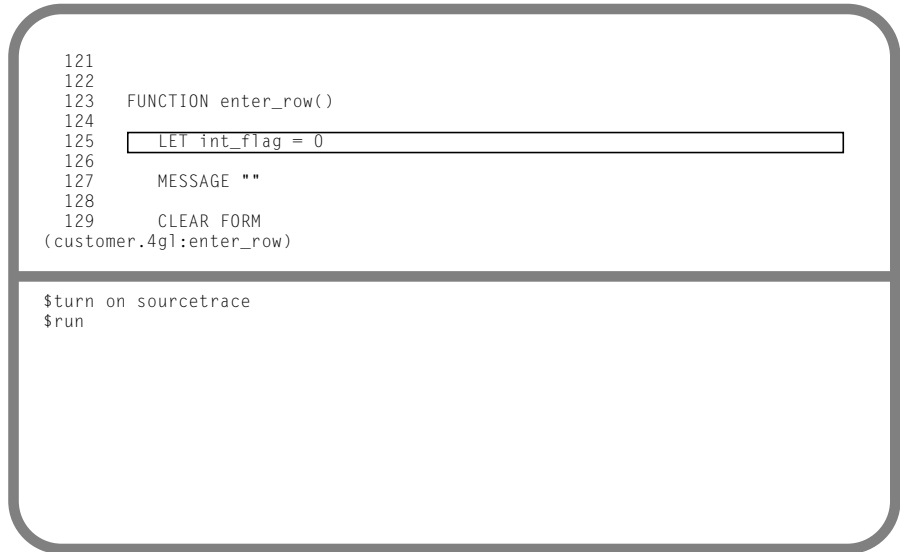 121
122
123 FUNCTION enter_row()
124
125 LET int_flag = 0
126
127 MESSAGE ""
128
129 CLEAR FORM
(customer.4gl:enter_row)
$turn on sourcetrace
$run